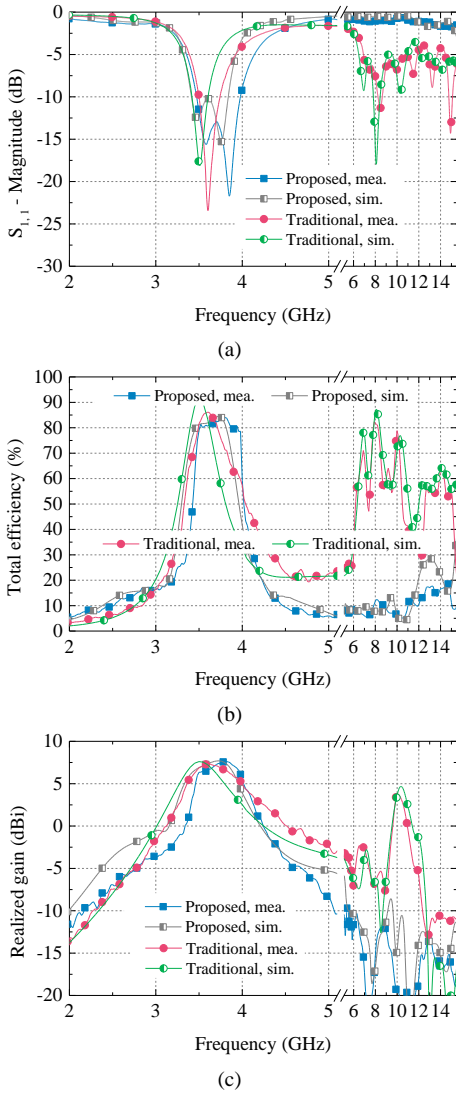 0
-5
-10
-15
-20
-25
-30
S1,1 - Magnitude (dB)
Proposed, mea.
Proposed, sim.
Traditional, mea.
Traditional, sim.
2 3 4 5 6 8 10 12 14
Frequency (GHz)
(a)
100
90
80
70
60
50
40
30
20
10
0
Total efficiency (%)
Proposed, mea. Proposed, sim.
Traditional, mea. Traditional, sim.
2 3 4 5 6 8 10 12 14
Frequency (GHz)
(b)
10
5
0
-5
-10
-15
-20
Realized gain (dBi)
Proposed, mea.
Proposed, sim.
Traditional, mea.
Traditional, sim.
2 3 4 5 6 8 10 12 14
Frequency (GHz)
(c)